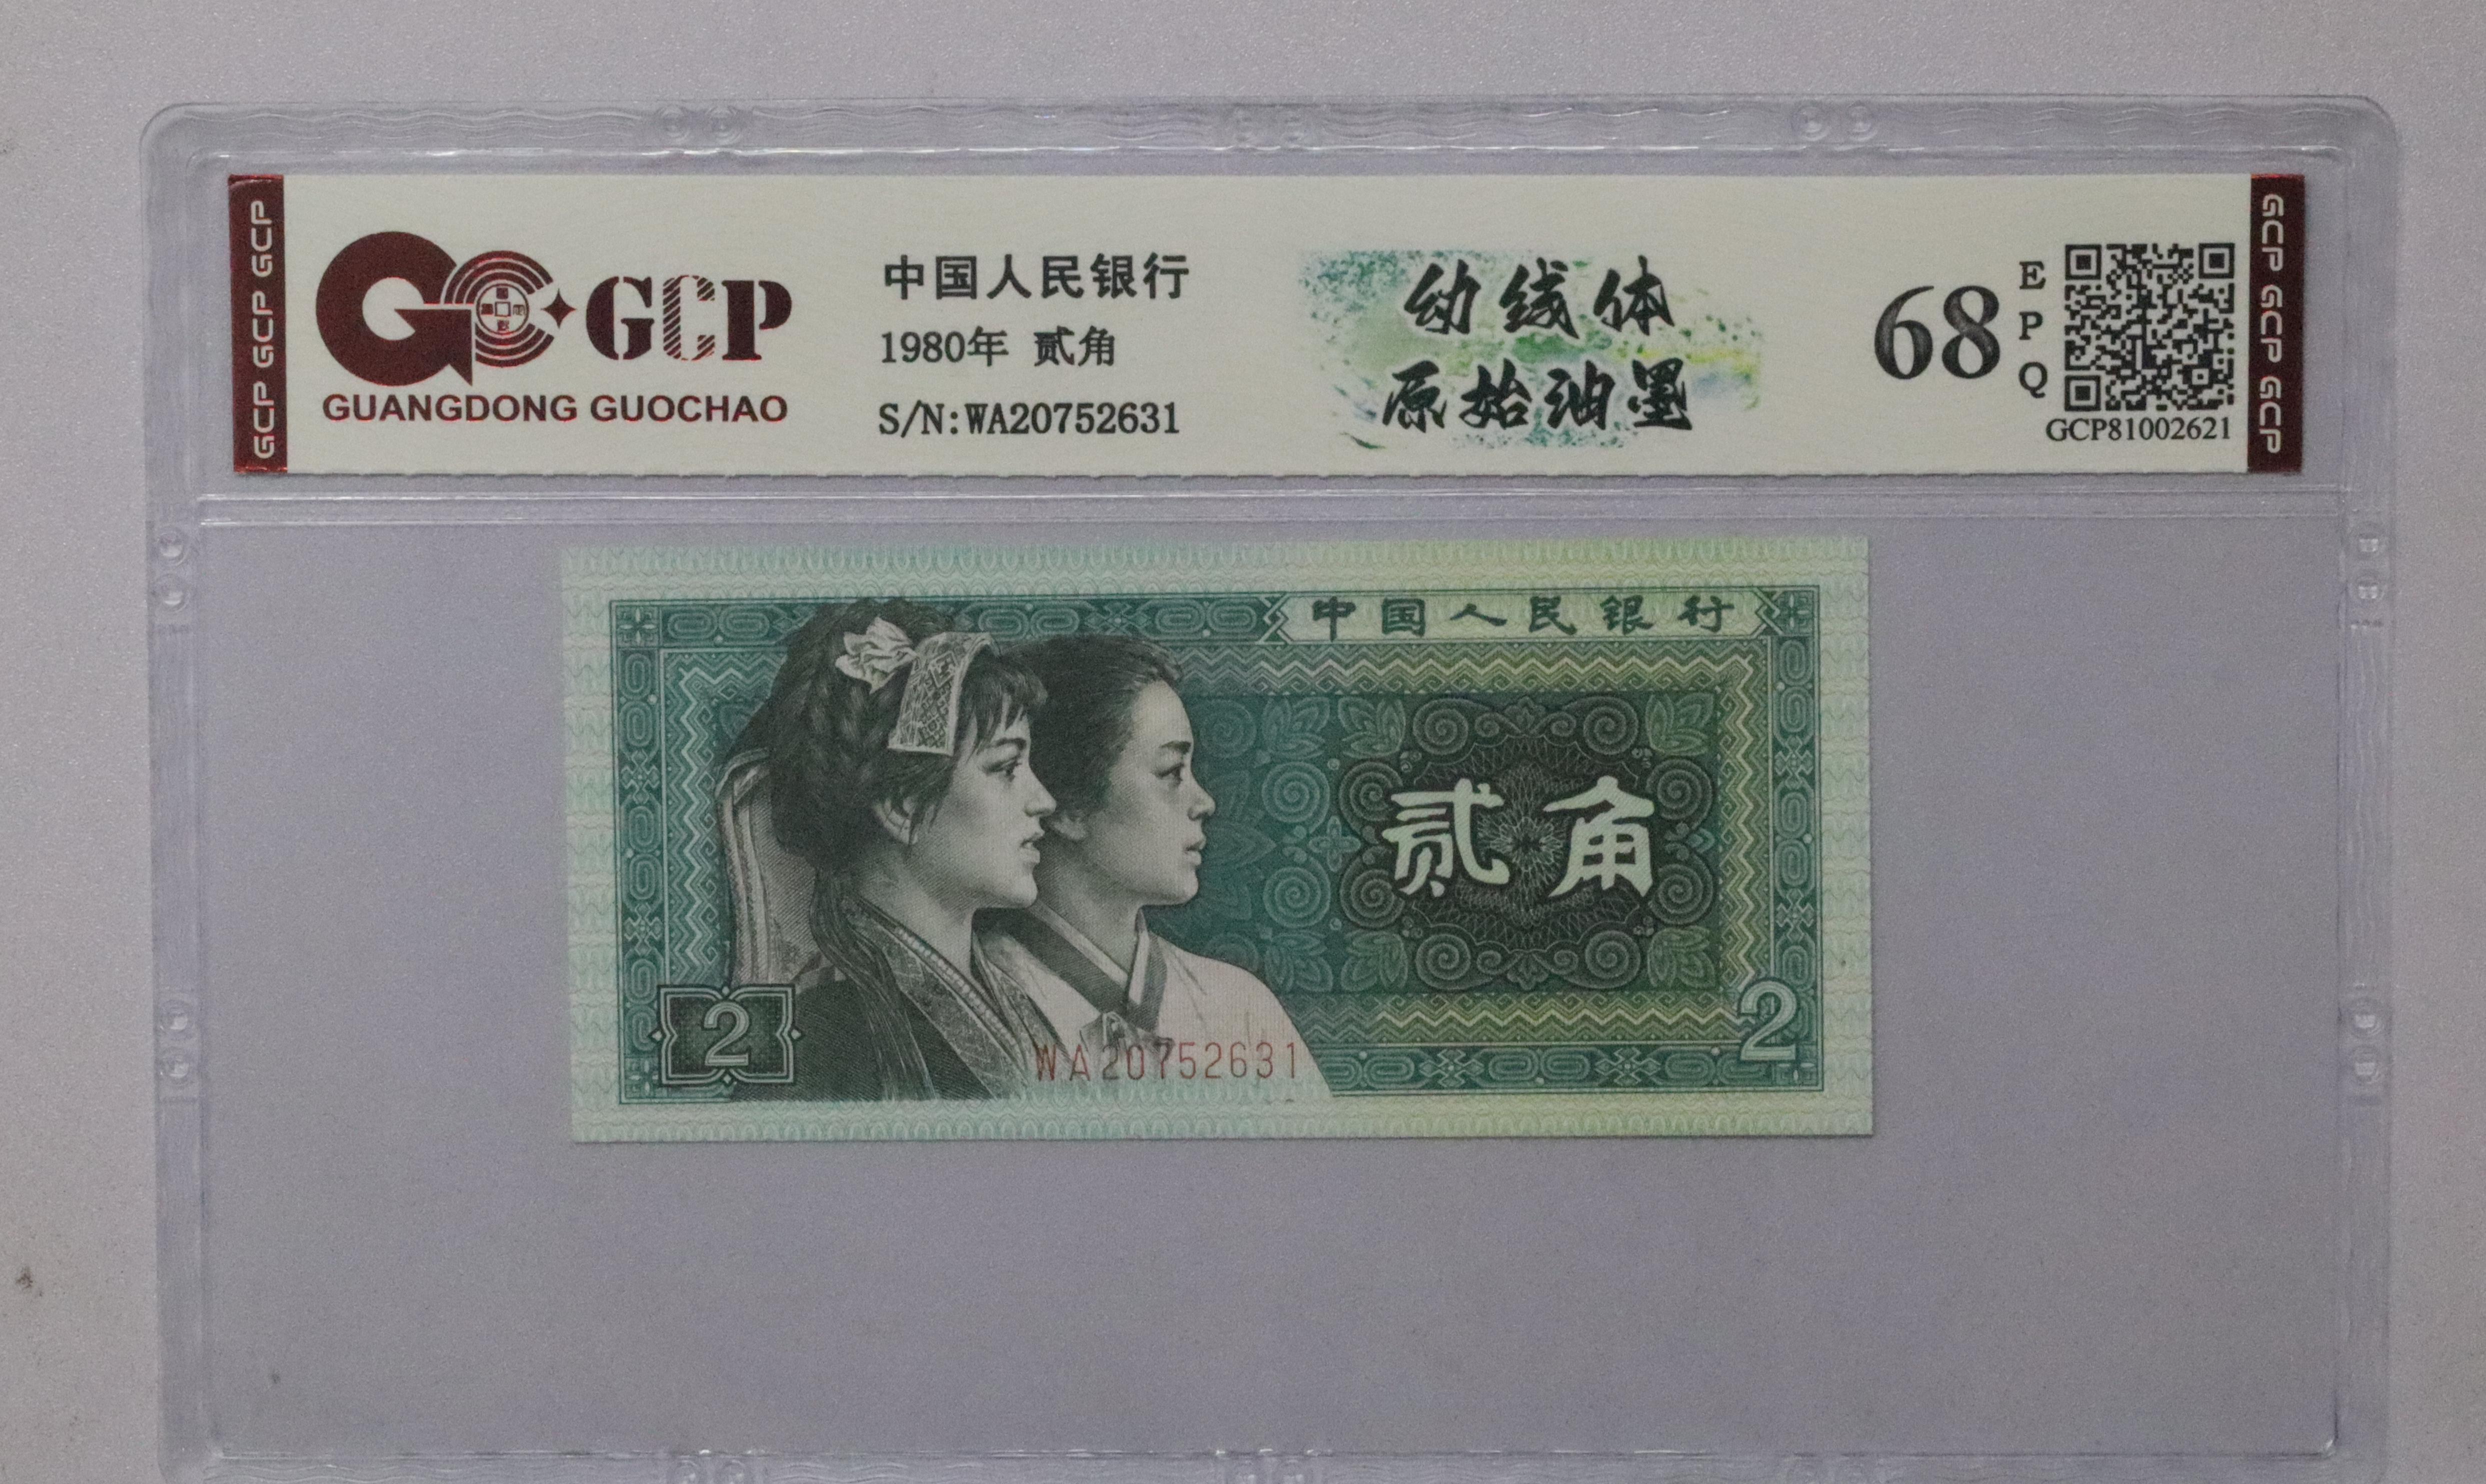 GCP GCP GCP
GCP
GUANGDONG GUOCHAO
中国人民银行
1980年 贰角
S/N:WA20752631
幼线体
原始油墨
68
E
P
Q
GCP81002621
GCP GCP GCP
中国人民银行
贰角
2
WA20752631
2